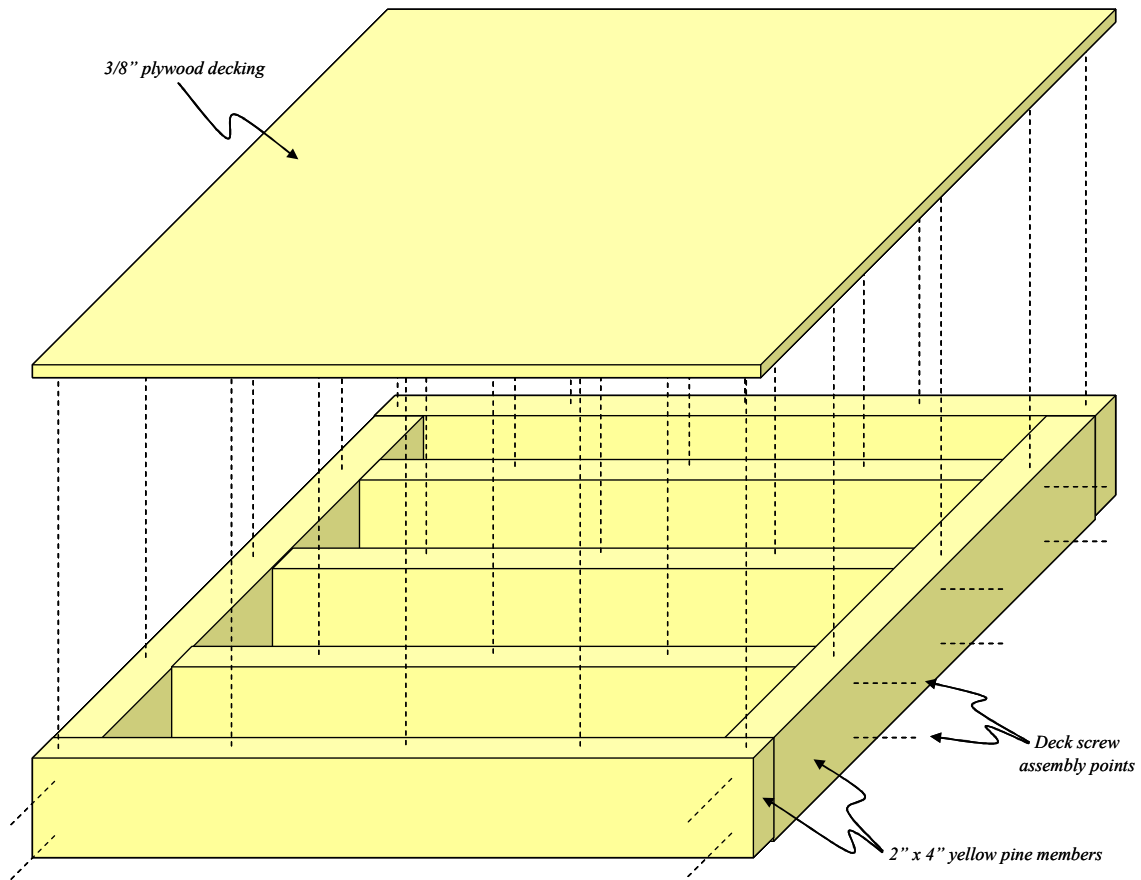 3/8” plywood decking
Deck screw
assembly points
2” x 4” yellow pine members